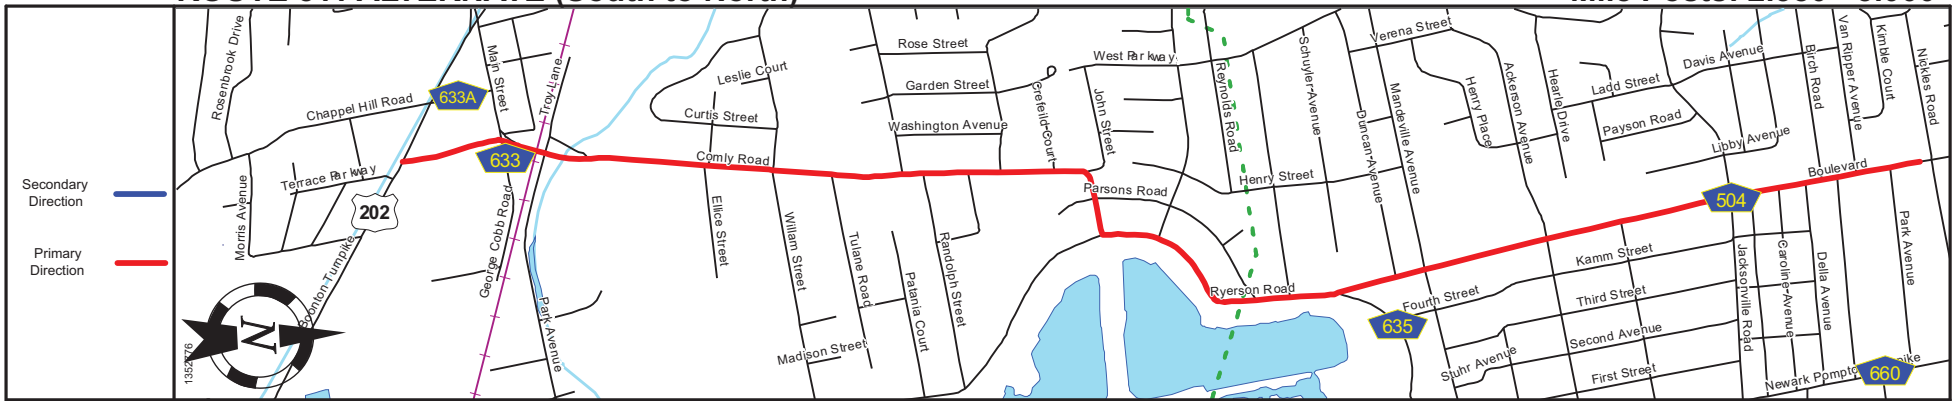 Secondary
Direction
Primary
Direction
Rosenbrook Drive
Chappel Hill Road
633A
Main Street
Troy-Lane
Terrace Parkway
Morris Avenue
202
Boonton Turnpike
1352876
N
633
George Cobb Road
Park Avenue
Leslie Court
Curtis Street
Comly Road
Ellice Street
William Street
Madison Street
Tulane Road
Patania Court
Randolph Street
Rose Street
Garden Street
Washington Avenue
Crefeild-Court
John Street
West Parkway
Parsons Road
Reynolds Road
Henry Street
Ryerson Road
Schuyler-Avenue
Verena Street
Duncan-Avenue
Mandeville Avenue
Henry Place
Ackerson Avenue
Hearle Drive
Ladd Street
Payson Road
Davis Avenue
Libby Avenue
Birch Road
Van Ripper Avenue
Kimble Court
Nickles Road
Boulevard
504
Park Avenue
Kamm Street
Fourth Street
635
Third Street
Second Avenue
First Street
Stuhr Avenue
Jacksonville Road
Caroline-Avenue
Della Avenue
Newark
660